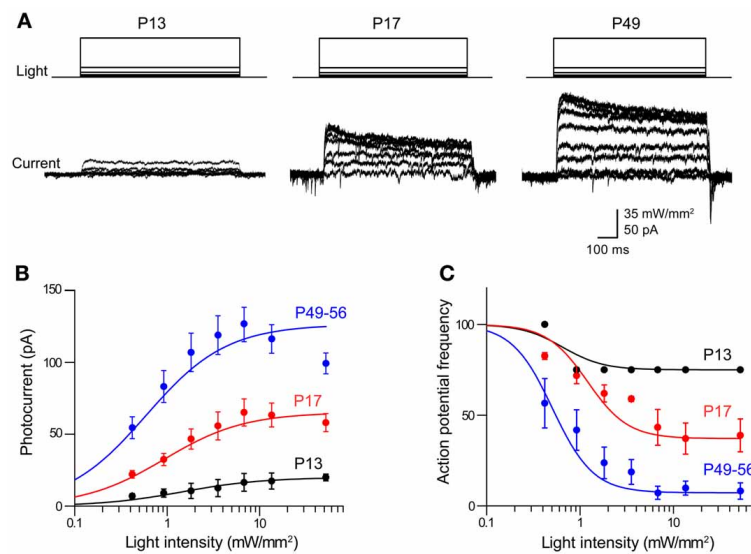 A
P13 P17 P49
Light
Current
35 mW/mm²
50 pA
100 ms
B
Photocurrent (pA)
150
100
50
0
P49-56
P17
P13
0.1 1 10
Light intensity (mW/mm²)
C
Action potential frequency
100
50
0
P13
P17
P49-56
0.1 1 10
Light intensity (mW/mm²)